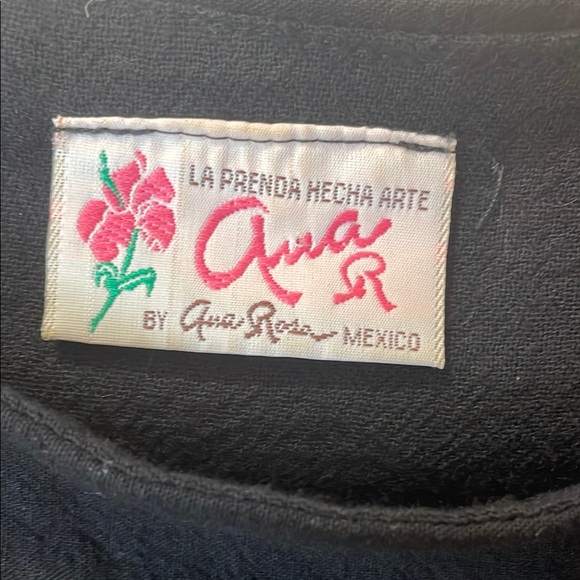 LA PRENDA HECHA ARTE
Ana
R
BY Ana Rosa MEXICO